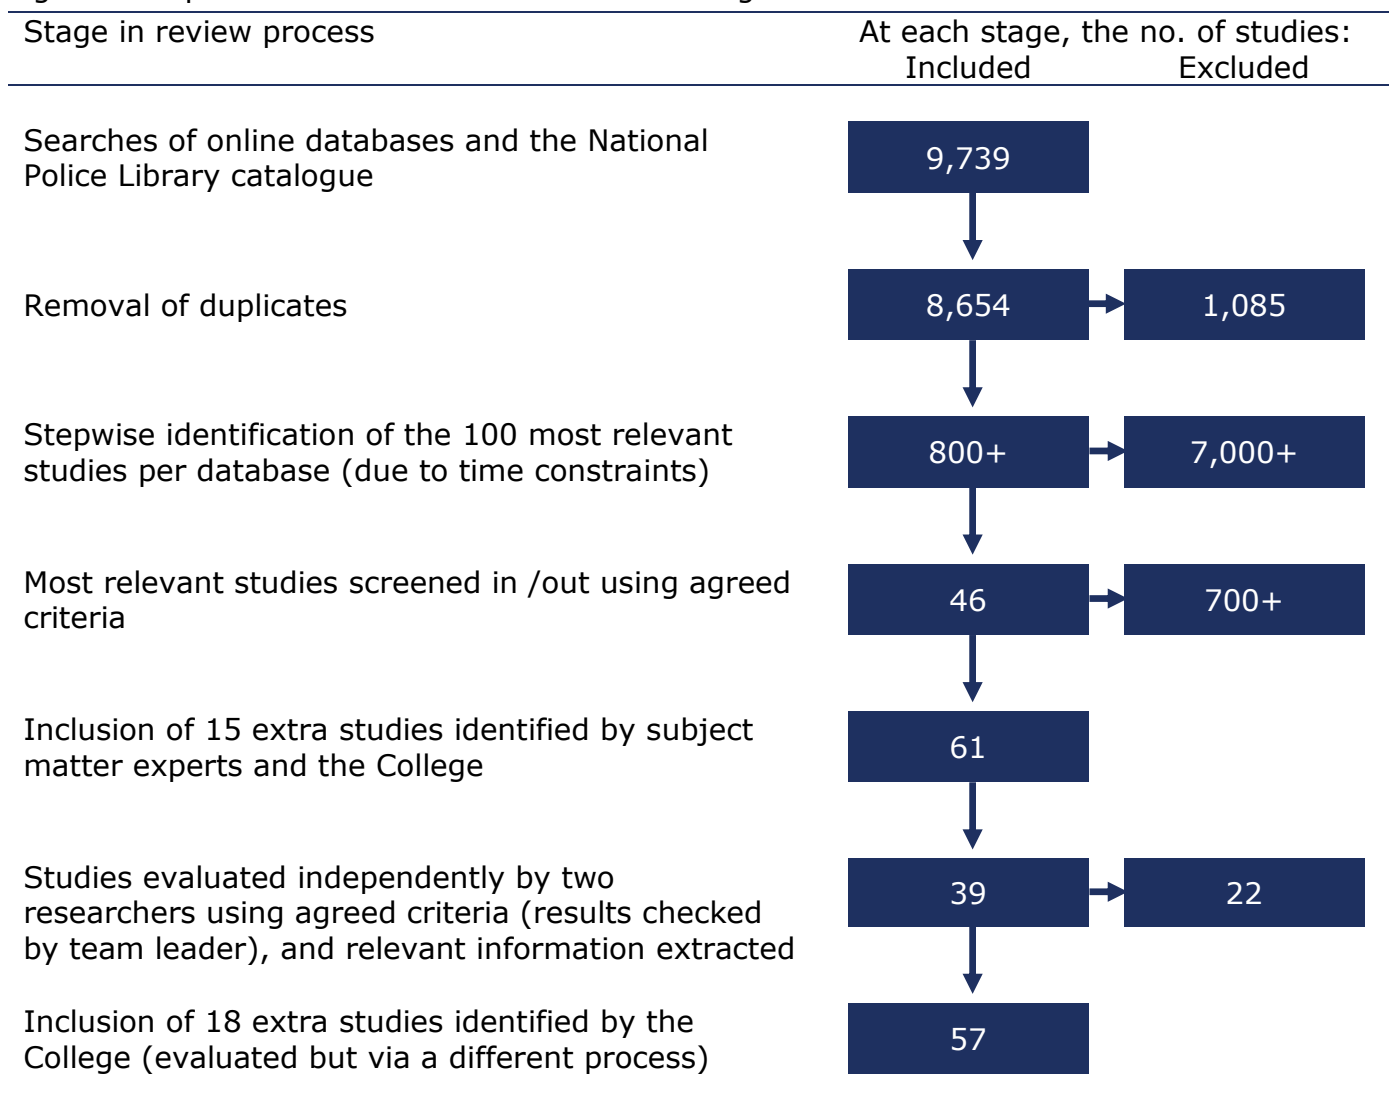 Stage in review process
At each stage, the no. of studies:
Included Excluded
Searches of online databases and the National
Police Library catalogue
9,739
Removal of duplicates
8,654
1,085
Stepwise identification of the 100 most relevant
studies per database (due to time constraints)
800+
7,000+
Most relevant studies screened in /out using agreed
criteria
46
700+
Inclusion of 15 extra studies identified by subject
matter experts and the College
61
Studies evaluated independently by two
researchers using agreed criteria (results checked
by team leader), and relevant information extracted
39
22
Inclusion of 18 extra studies identified by the
College (evaluated but via a different process)
57